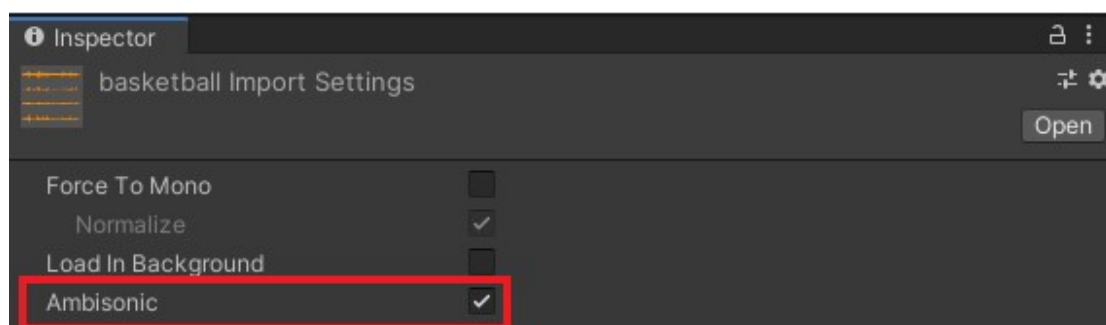 Inspector
basketball Import Settings
Open
Force To Mono
Normalize
Load In Background
Ambisonic